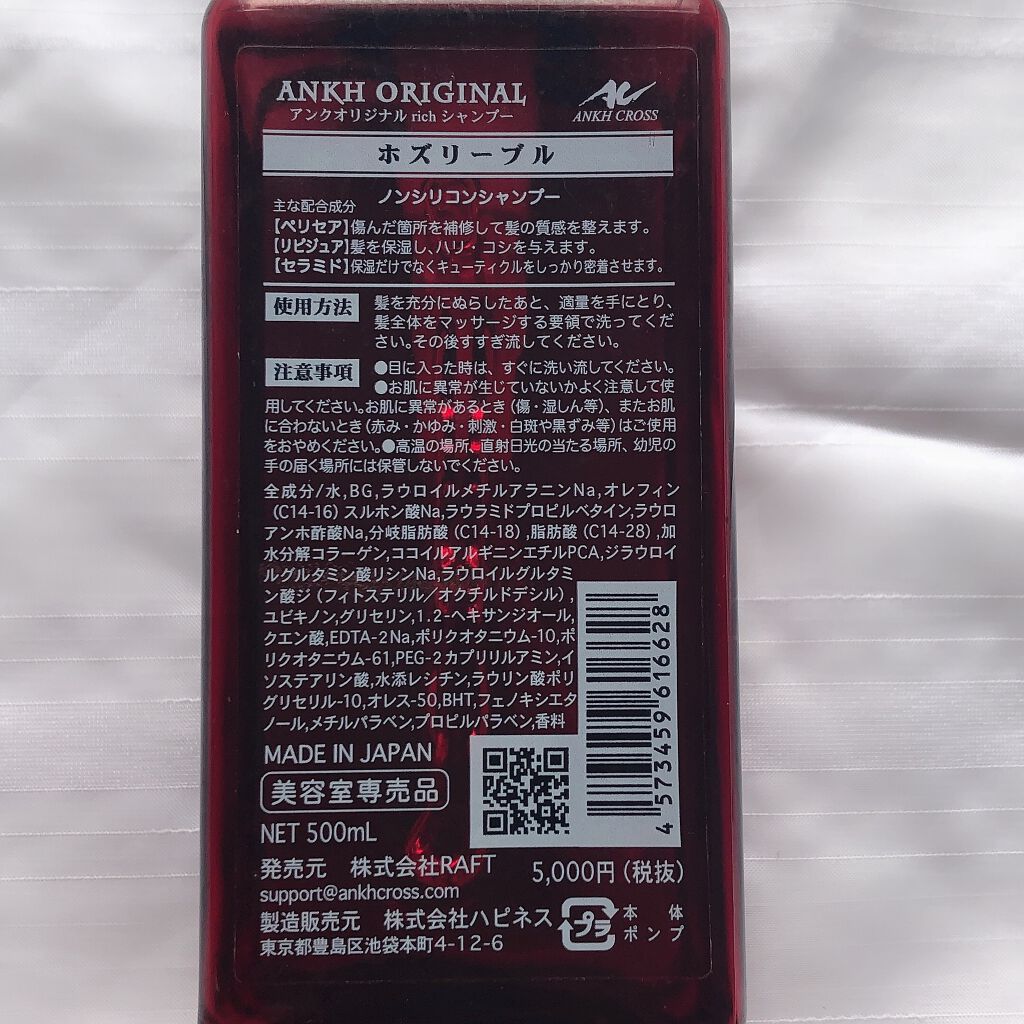 ANKH ORIGINAL
アンクオリジナル rich シャンプー
AC
ANKH CROSS
ホズリーブル
ノンシリコンシャンプー
主な配合成分
【ペリセア】傷んだ箇所を補修して髪の質感を整えます。
【リピジュア】髪を保湿し、ハリ・コシを与えます。
【セラミド】保湿だけでなくキューティクルをしっかり密着させます。
使用方法
髪を充分にぬらしたあと、適量を手にとり、
髪全体をマッサージする要領で洗ってくだ
さい。その後すすぎ流してください。
注意事項
●目に入った時は、すぐに洗い流してください。
●お肌に異常が生じていないかよく注意して使
用してください。お肌に異常があるとき（傷・湿しん等）、またお肌
に合わないとき（赤み・かゆみ・刺激・白斑や黒ずみ等）はご使用
をおやめください。●高温の場所、直射日光の当たる場所、幼児の
手の届く場所には保管しないでください。
全成分/水,BG,ラウロイルメチルアラニンNa,オレフィン
（C14-16）スルホン酸Na,ラウラミドプロピルベタイン,ラウロ
アンホ酢酸Na,分岐脂肪酸（C14-18）,脂肪酸（C14-28）,加
水分解コラーゲン,ココイルアルギニンエチルPCA,ジラウロイ
ルグルタミン酸リシンNa,ラウロイルグルタミ
ン酸ジ（フィトステリル／オクチルドデシル）,
ユビキノン,グリセリン,1.2-ヘキサンジオール,
クエン酸,EDTA-2Na,ポリクオタニウム-10,ポ
リクオタニウム-61,PEG-2カプリリルアミン,イ
ソステアリン酸,水添レシチン,ラウリン酸ポリ
グリセリル-10,オレス-50,BHT,フェノキシエタ
ノール,メチルパラベン,プロピルパラベン,香料
4 573459 616628
MADE IN JAPAN
美容室専売品
NET 500mL
発売元　株式会社RAFT
5,000円（税抜）
support@ankhcross.com
製造販売元　株式会社ハピネス
東京都豊島区池袋本町4-12-6
プラ
本体
ポンプ